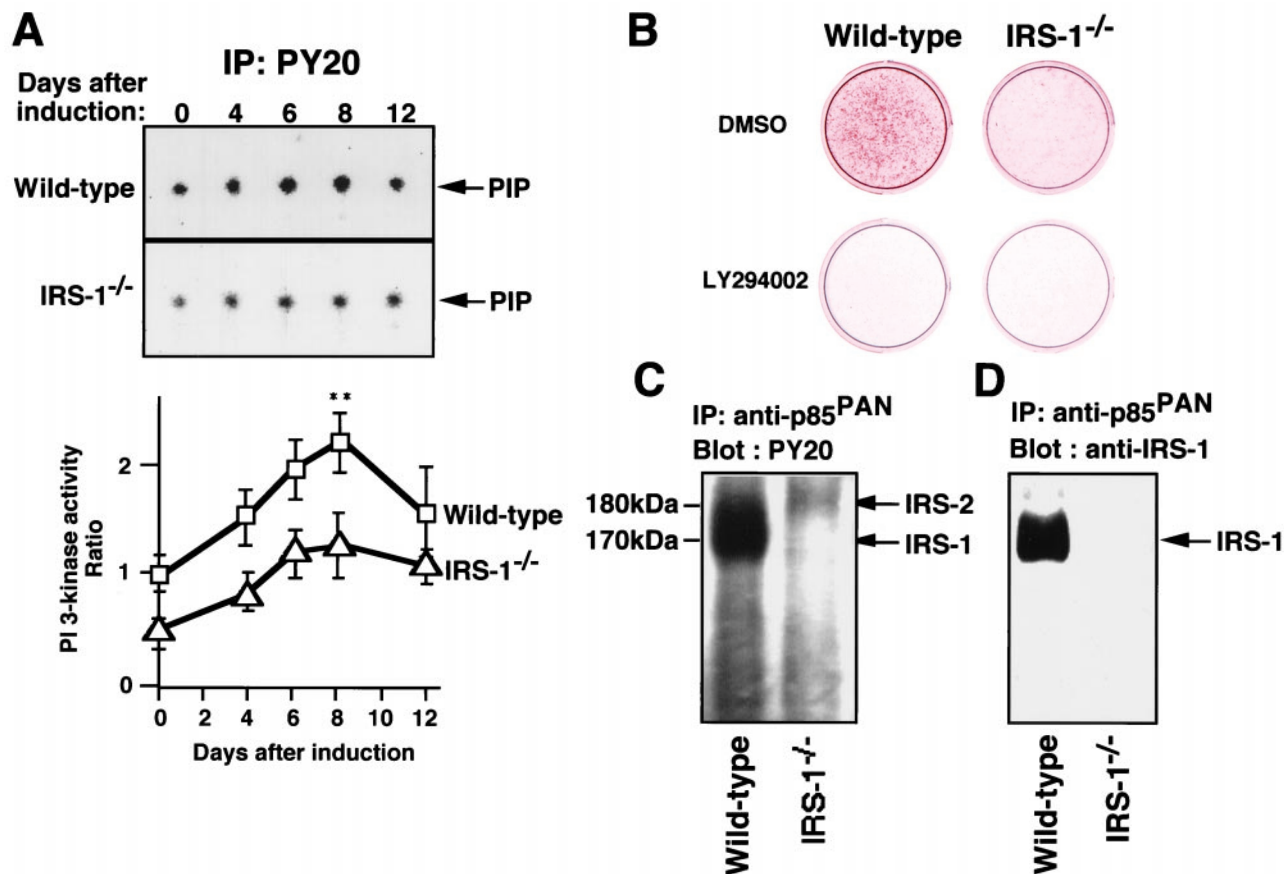 A
IP: PY20
Days after
induction: 0 4 6 8 12
Wild-type
PIP
IRS-1-/-
PIP
PI 3-kinase activity
Ratio
2
1
0
**
Wild-type
IRS-1-/-
0 2 4 6 8 10 12
Days after induction
B
Wild-type IRS-1-/-
DMSO
LY294002
C
IP: anti-p85PAN
Blot : PY20
180kDa
170kDa
IRS-2
IRS-1
Wild-type
IRS-1-/-
D
IP: anti-p85PAN
Blot : anti-IRS-1
IRS-1
Wild-type
IRS-1-/-